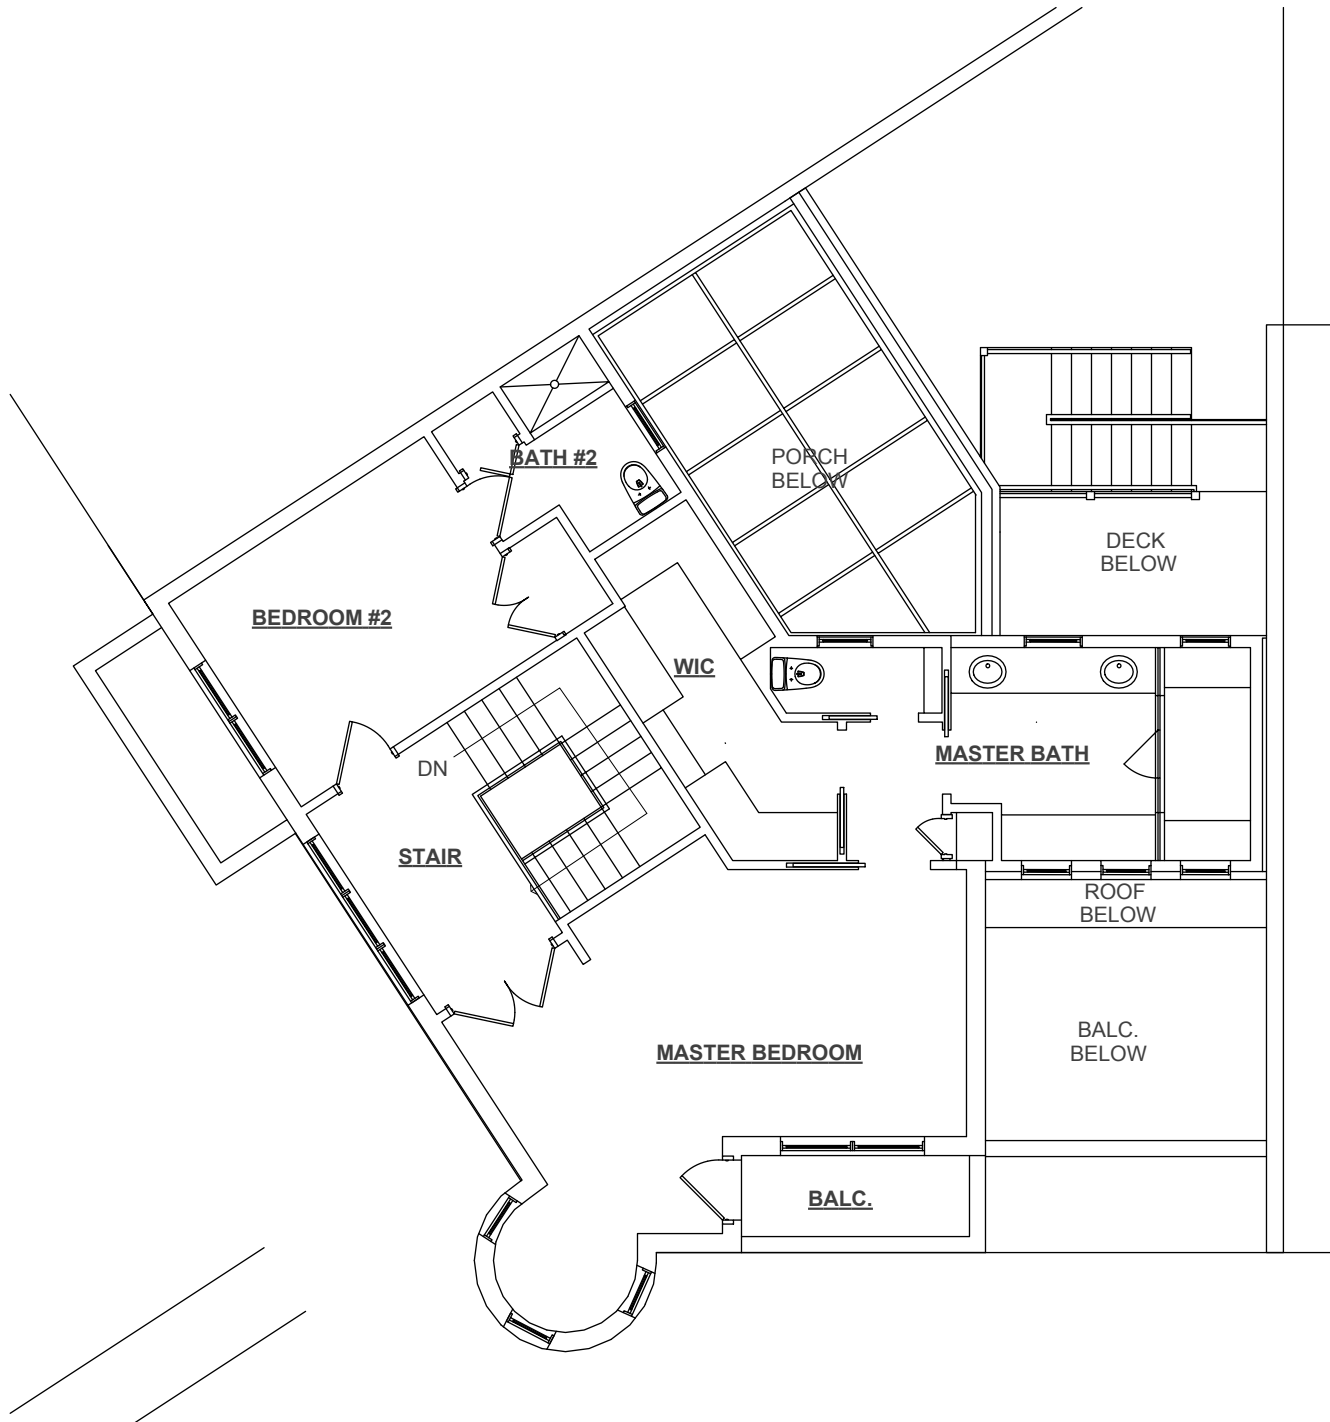 BATH #2
PORCH
BELOW
DECK
BELOW
BEDROOM #2
WIC
MASTER BATH
DN
STAIR
ROOF
BELOW
MASTER BEDROOM
BALC.
BELOW
BALC.